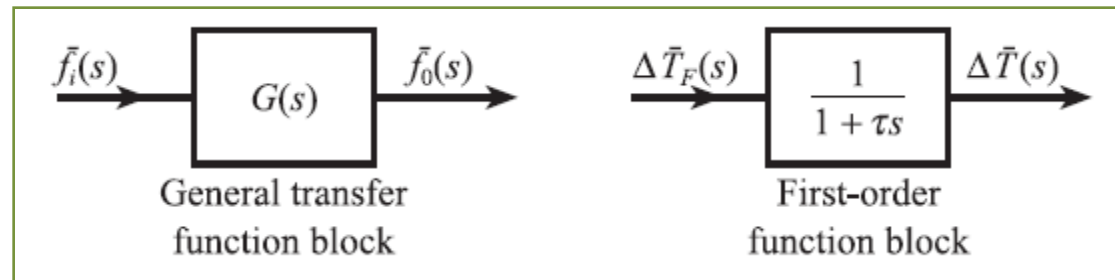 f̄ᵢ(s)
G(s)
f̄₀(s)
General transfer
function block
ΔT̄_F(s)
1
1 + τs
ΔT̄(s)
First-order
function block